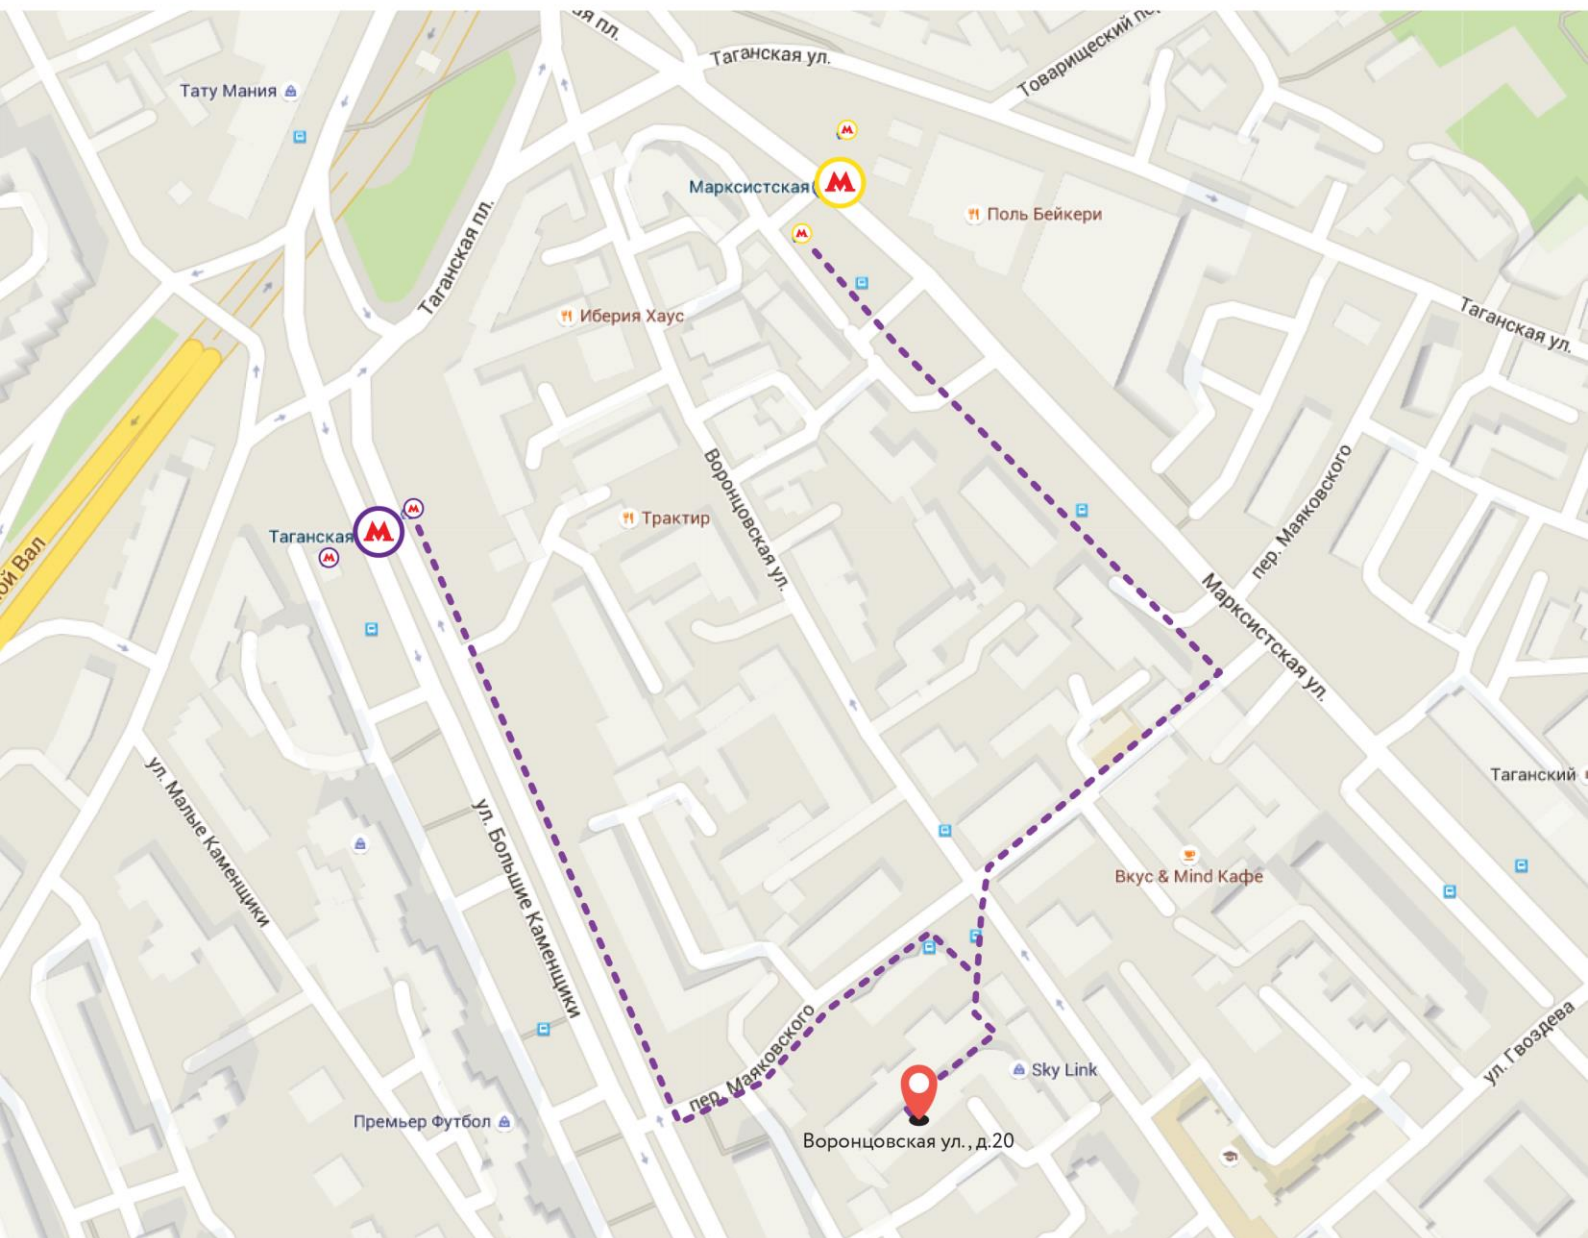 ая пл.
Таганская ул.
Товарищеский
Тату Мания
Марксистская
Поль Бейкери
Таганская пл.
Иберия Хаус
Таганская ул.
Воронцовская ул.
Трактир
пер. Маяковского
Таганская
ой Вал
Марксистская ул.
ул. Малые Каменщики
ул. Большие Каменщики
Таганский
Вкус & Mind Кафе
пер. Маяковского
ул. Гвоздева
Sky Link
Премьер Футбол
Воронцовская ул., д.20